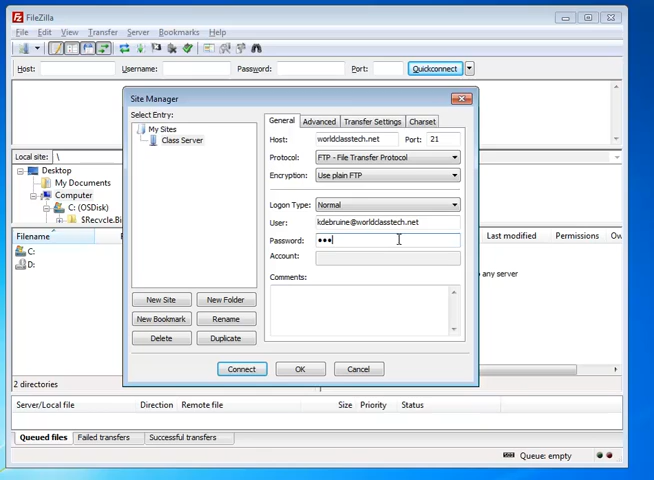 FileZilla
File Edit View Transfer Server Bookmarks Help
Host: Username: Password: Port: Quickconnect
Site Manager
Select Entry:
My Sites
Class Server
New Site New Folder
New Bookmark Rename
Delete Duplicate
General Advanced Transfer Settings Charset
Host: worldclasstech.net Port: 21
Protocol: FTP - File Transfer Protocol
Encryption: Use plain FTP
Logon Type: Normal
User: kdebruine@worldclasstech.net
Password: •••
Account:
Comments:
Connect OK Cancel
Local site: \
Desktop
My Documents
Computer
C: (OSDisk)
$Recycle.Bi
Filename
C:
D:
2 directories
Last modified Permissions Ow
any server
Server/Local file Direction Remote file Size Priority Status
Queued files Failed transfers Successful transfers
Queue: empty